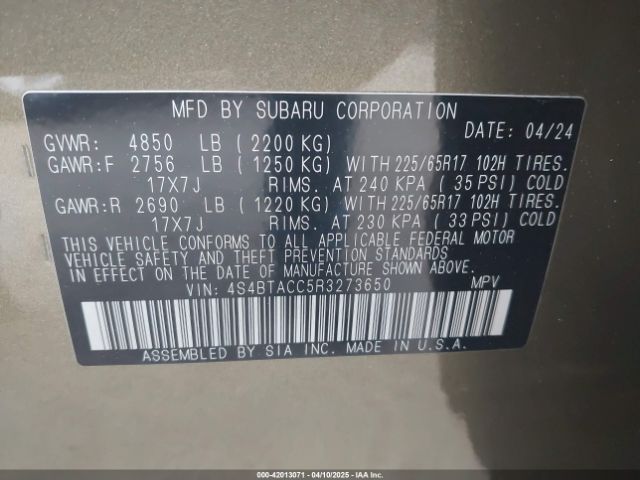 MFD BY SUBARU CORPORATION
DATE: 04/24
GVWR: 4850 LB (2200 KG)
GAWR:F 2756 LB (1250 KG) WITH 225/65R17 102H TIRES.
17X7J RIMS. AT 240 KPA (35 PSI) COLD
GAWR:R 2690 LB (1220 KG) WITH 225/65R17 102H TIRES.
17X7J RIMS. AT 230 KPA (33 PSI) COLD
THIS VEHICLE CONFORMS TO ALL APPLICABLE FEDERAL MOTOR
VEHICLE SAFETY AND THEFT PREVENTION STANDARDS
IN EFFECT ON THE DATE OF MANUFACTURE SHOWN ABOVE.
VIN: 4S4BTACC5R3273650 MPV
ASSEMBLED BY SIA INC. MADE IN U.S.A.
000-42013071 - 04/10/2025 - IAAI.COM